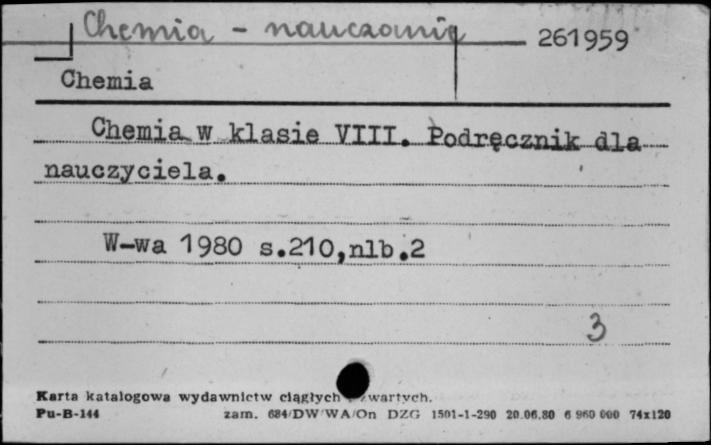 Chemia - nauczanie 261959
Chemia
Chemia w klasie VIII. Podręcznik dla
nauczyciela.
W-wa 1980 s.210,nlb.2
3
Karta katalogowa wydawnictw ciągłych zwartych.
Pu-B-144 zam. 684/DW/WA/On DZG 1501-1-290 20.06.80 6 960 000 74x120